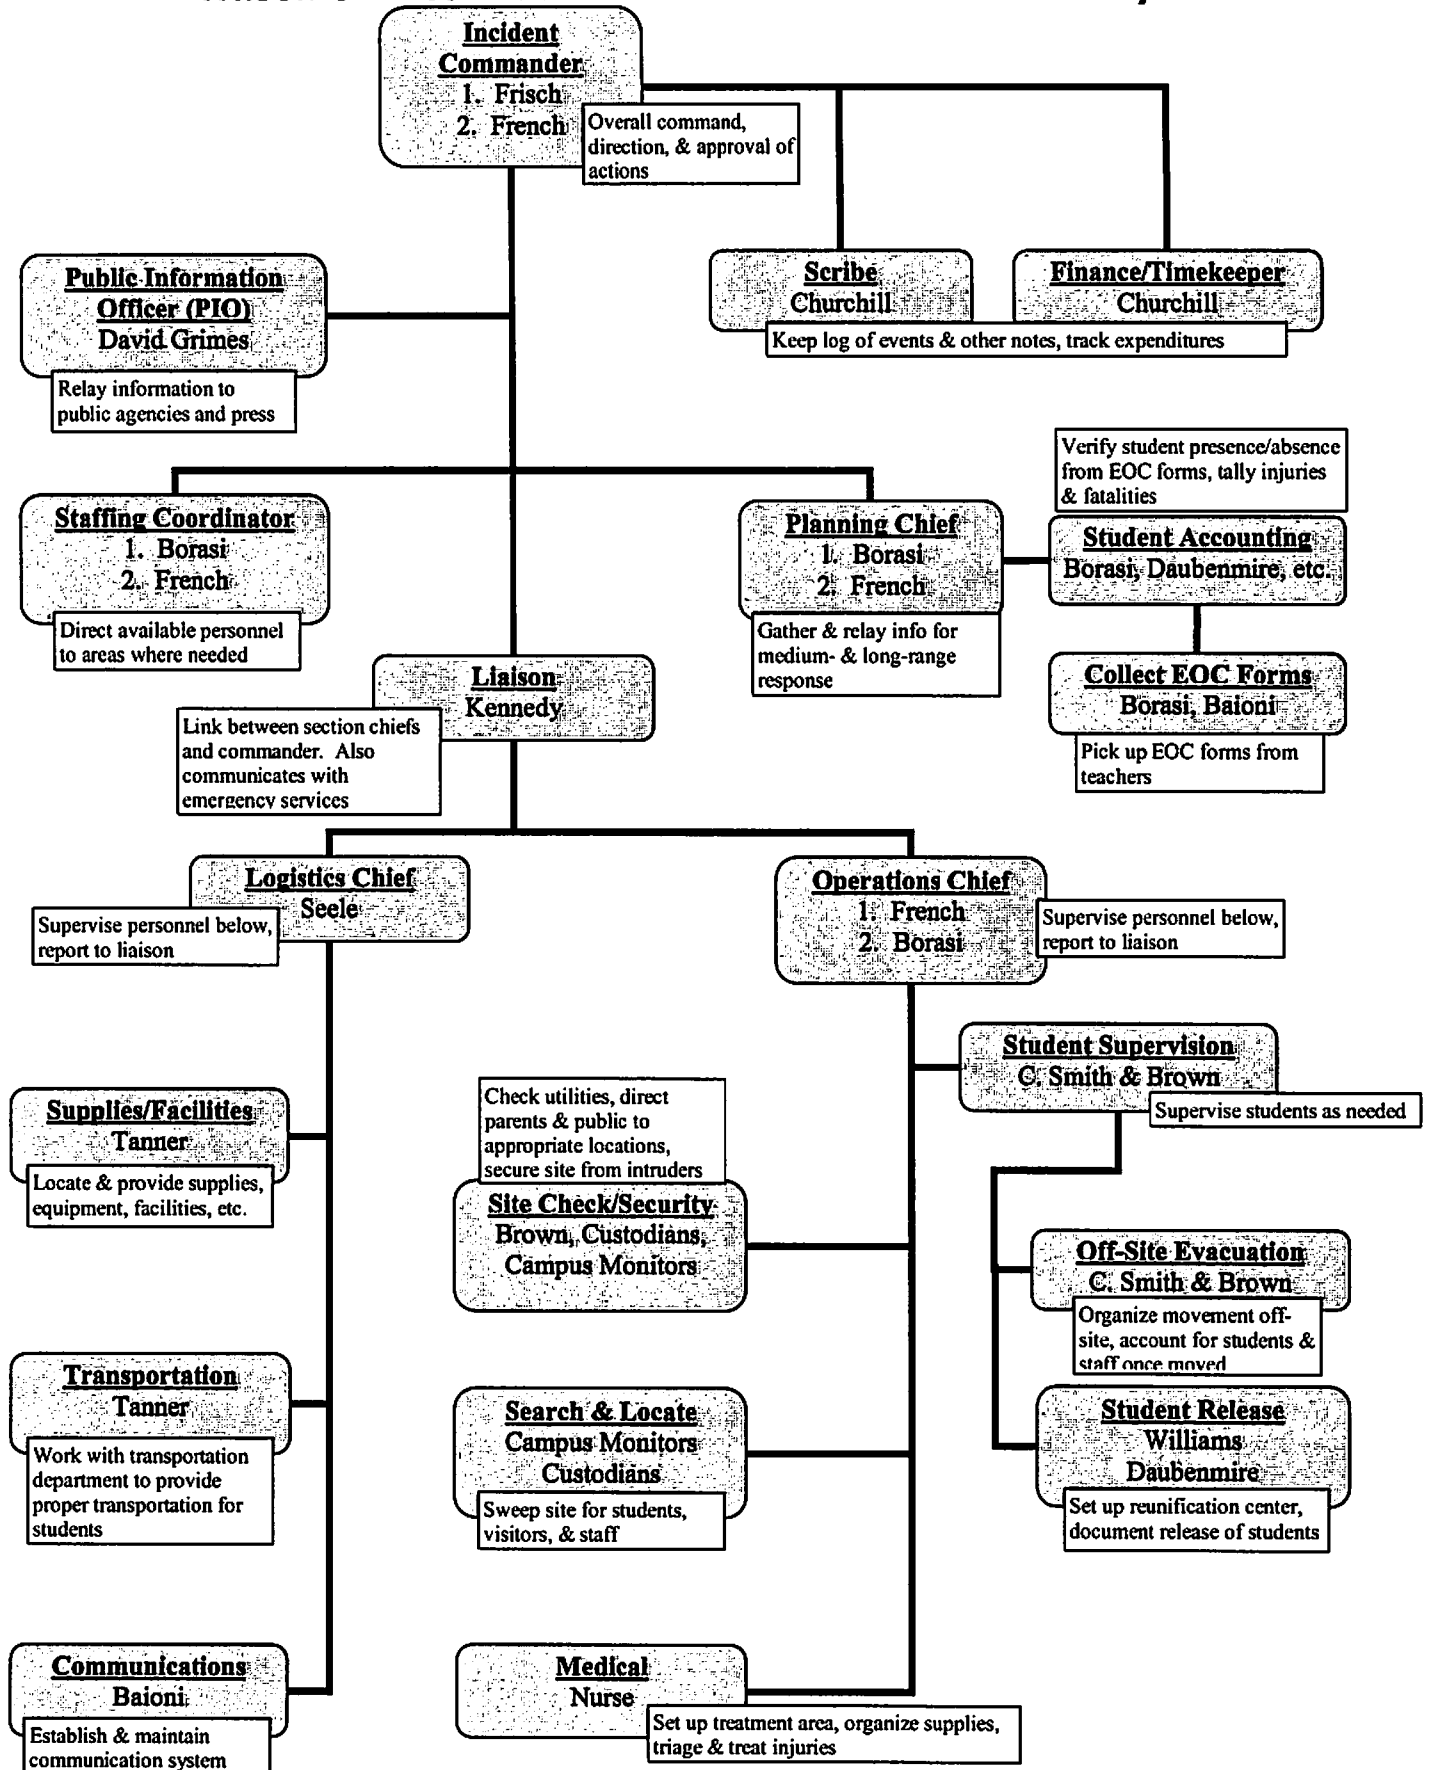 Incident
Commander
1. Frisch
2. French
Overall command,
direction, & approval of
actions
Public Information
Officer (PIO)
David Grimes
Relay information to
public agencies and press
Scribe
Churchill
Finance/Timekeeper
Churchill
Keep log of events & other notes, track expenditures
Staffing Coordinator
1. Borasi
2. French
Direct available personnel
to areas where needed
Planning Chief
1. Borasi
2. French
Gather & relay info for
medium- & long-range
response
Verify student presence/absence
from EOC forms, tally injuries
& fatalities
Student Accounting
Borasi, Daubenmire, etc.
Collect EOC Forms
Borasi, Baioni
Pick up EOC forms from
teachers
Liaison
Kennedy
Link between section chiefs
and commander. Also
communicates with
emergency services
Logistics Chief
Seele
Supervise personnel below,
report to liaison
Operations Chief
1. French
2. Borasi
Supervise personnel below,
report to liaison
Student Supervision
C. Smith & Brown
Supervise students as needed
Supplies/Facilities
Tanner
Locate & provide supplies,
equipment, facilities, etc.
Check utilities, direct
parents & public to
appropriate locations,
secure site from intruders
Site Check/Security
Brown, Custodians,
Campus Monitors
Off-Site Evacuation
C. Smith & Brown
Organize movement off-
site, account for students &
staff once moved
Transportation
Tanner
Work with transportation
department to provide
proper transportation for
students
Search & Locate
Campus Monitors
Custodians
Sweep site for students,
visitors, & staff
Student Release
Williams
Daubenmire
Set up reunification center,
document release of students
Communications
Baioni
Establish & maintain
communication system
Medical
Nurse
Set up treatment area, organize supplies,
triage & treat injuries